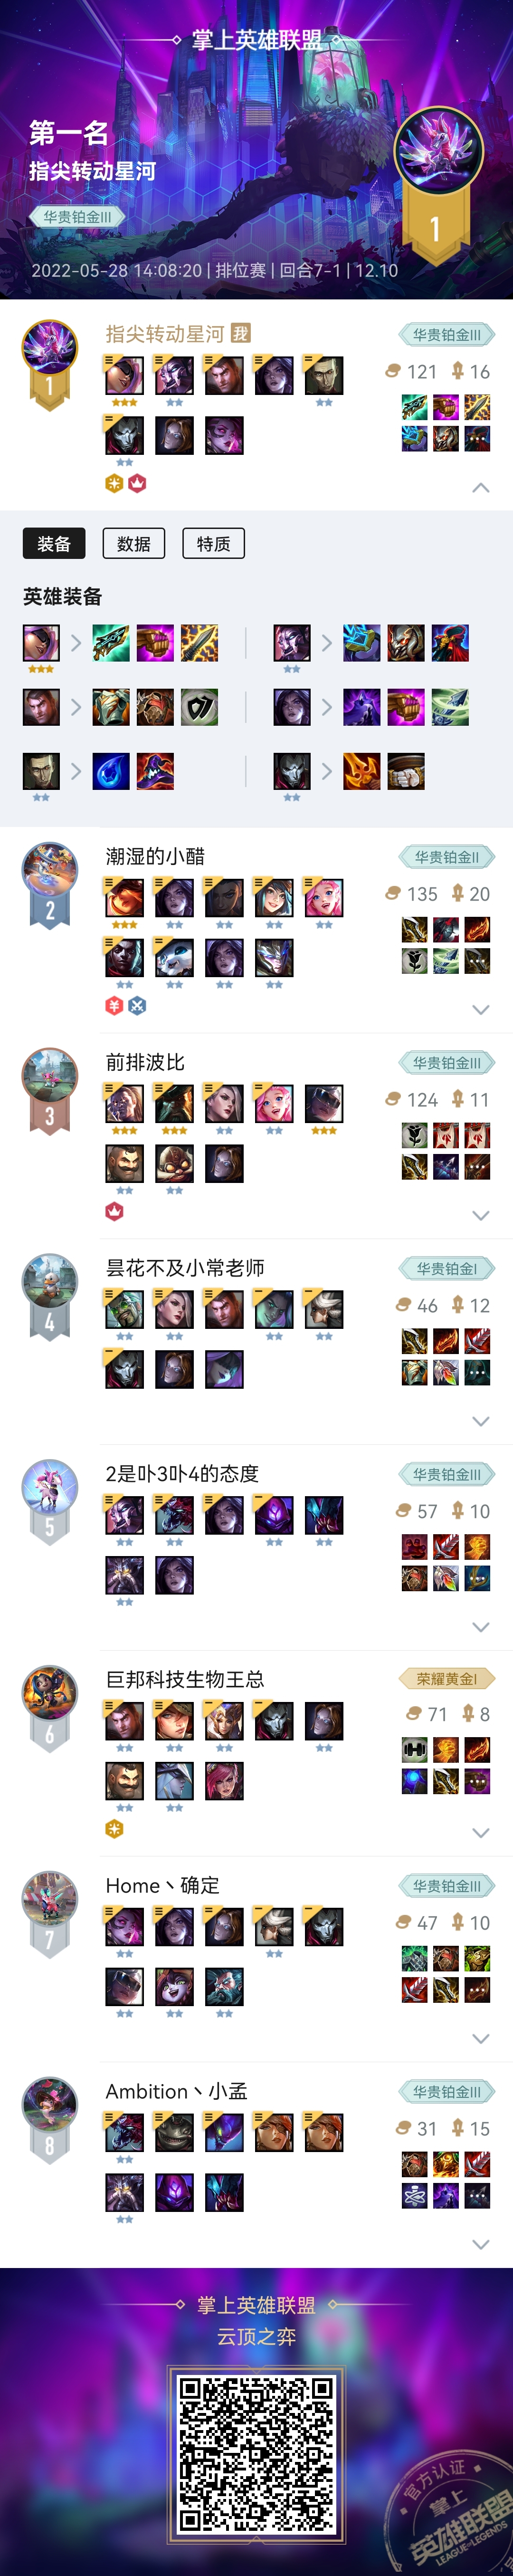 掌上英雄联盟
第一名
指尖转动星河
华贵铂金III
1
2022-05-28 14:08:20 | 排位赛 | 回合7-1 | 12.10
1
指尖转动星河 我
华贵铂金III
121 16
装备 数据 特质
英雄装备
2
潮湿的小醋
华贵铂金II
135 20
3
前排波比
华贵铂金III
124 11
4
昙花不及小常老师
华贵铂金I
46 12
5
2是卟3卟4的态度
华贵铂金III
57 10
6
巨邦科技生物王总
荣耀黄金I
71 8
7
Home丶确定
华贵铂金III
47 10
8
Ambition丶小孟
华贵铂金III
31 15
掌上英雄联盟
云顶之弈
官方认证
掌上
英雄联盟
LEAGUE of LEGENDS